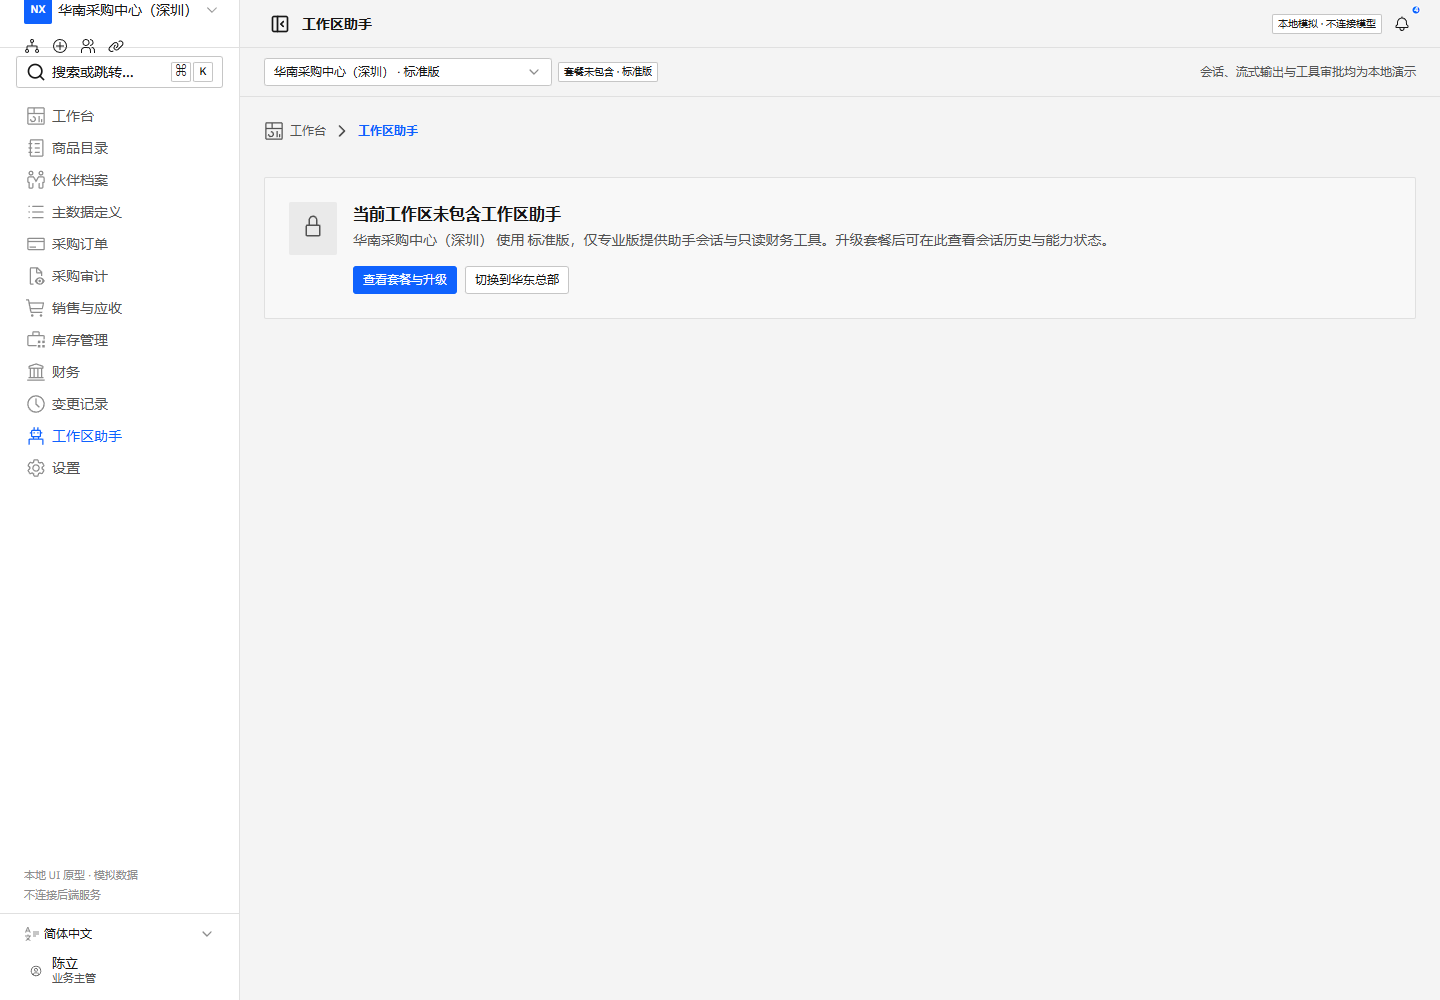 NX 华南采购中心（深圳）
搜索或跳转... ⌘ K
工作台
商品目录
伙伴档案
主数据定义
采购订单
采购审计
销售与应收
库存管理
财务
变更记录
工作区助手
设置
本地 UI 原型 · 模拟数据
不连接后端服务
简体中文
陈立
业务主管
工作区助手
本地模拟 · 不连接模型
4
华南采购中心（深圳） · 标准版
套餐未包含 · 标准版
会话、流式输出与工具审批均为本地演示
工作台 > 工作区助手
当前工作区未包含工作区助手
华南采购中心（深圳） 使用 标准版，仅专业版提供助手会话与只读财务工具。升级套餐后可在此查看会话历史与能力状态。
查看套餐与升级
切换到华东总部